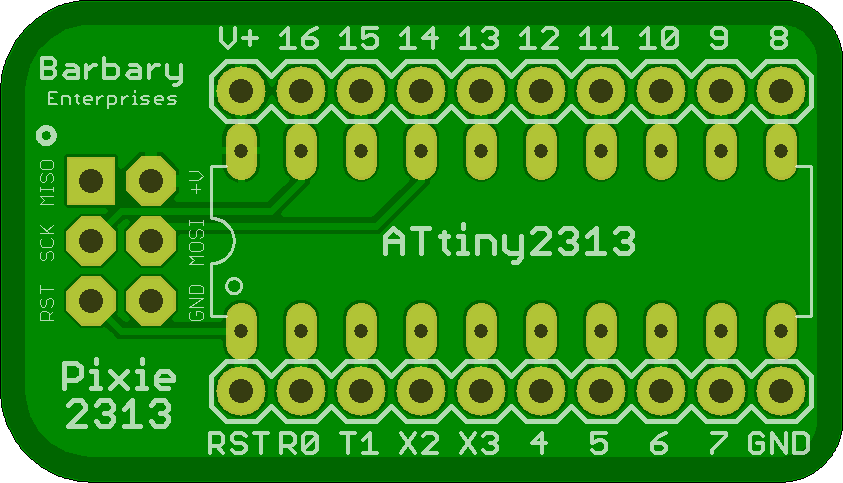 V+ 16 15 14 13 12 11 10 9 8
Barbary
Enterprises
MISO +V
SCK MOSI
RST GND
ATtiny2313
Pixie
2313
RST R0 T1 X2 X3 4 5 6 7 GND